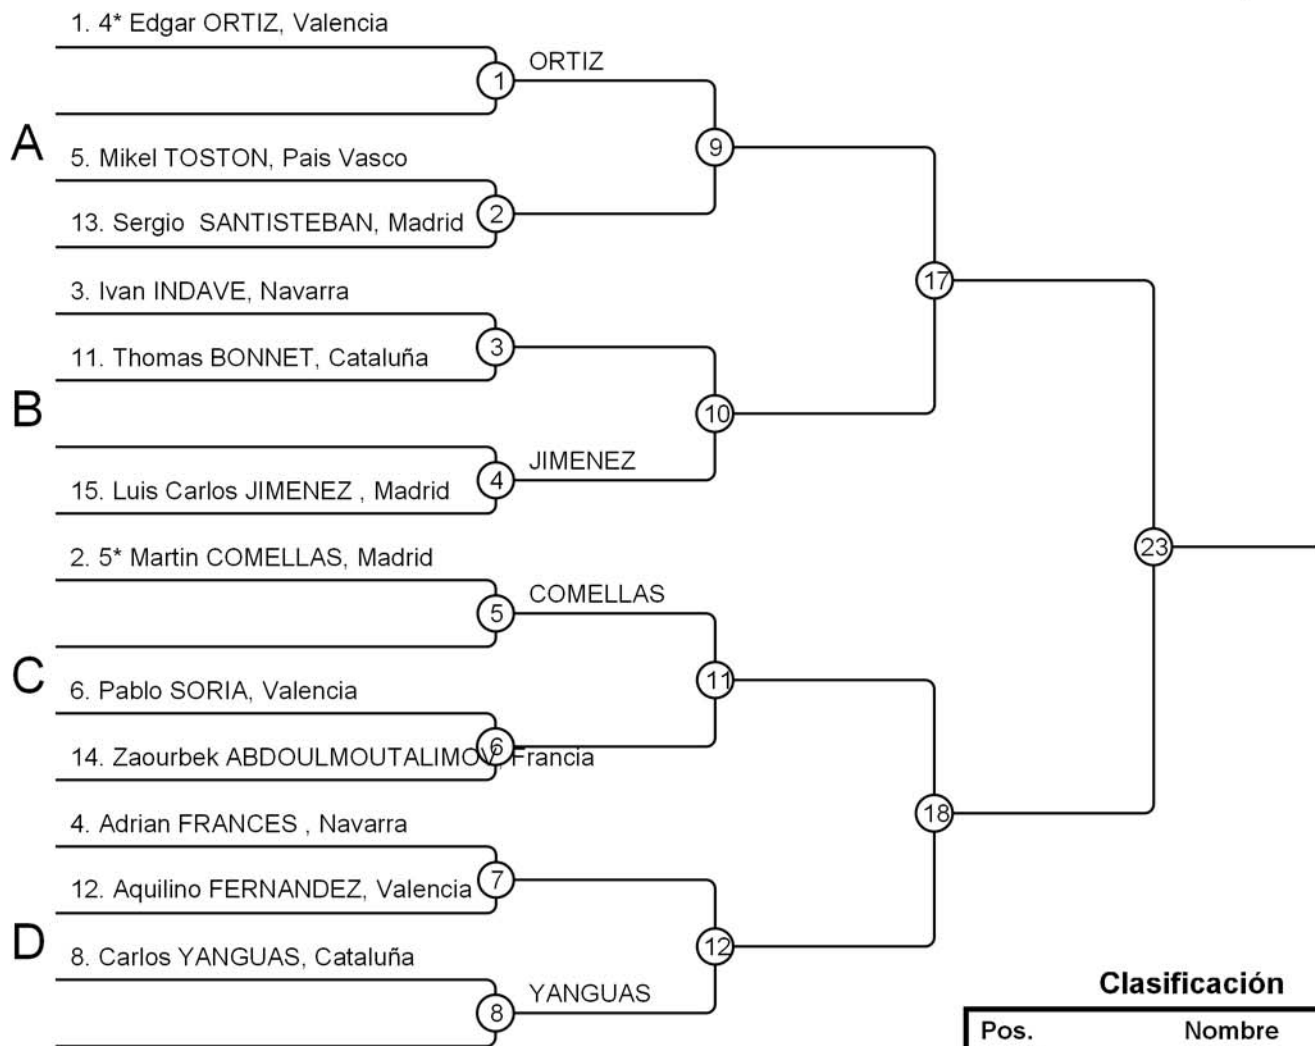 1. 4* Edgar ORTIZ, Valencia
ORTIZ
1
A
9
5. Mikel TOSTON, Pais Vasco
13. Sergio SANTISTEBAN, Madrid
2
17
3. Ivan INDAVE, Navarra
3
11. Thomas BONNET, Cataluña
B
10
JIMENEZ
4
15. Luis Carlos JIMENEZ , Madrid
23
2. 5* Martin COMELLAS, Madrid
COMELLAS
5
C
11
6. Pablo SORIA, Valencia
6
14. Zaourbek ABDOULMOUTALIMOV, Francia
18
4. Adrian FRANCES , Navarra
7
12. Aquilino FERNANDEZ, Valencia
D
12
8. Carlos YANGUAS, Cataluña
YANGUAS
8
Clasificación
Pos. Nombre